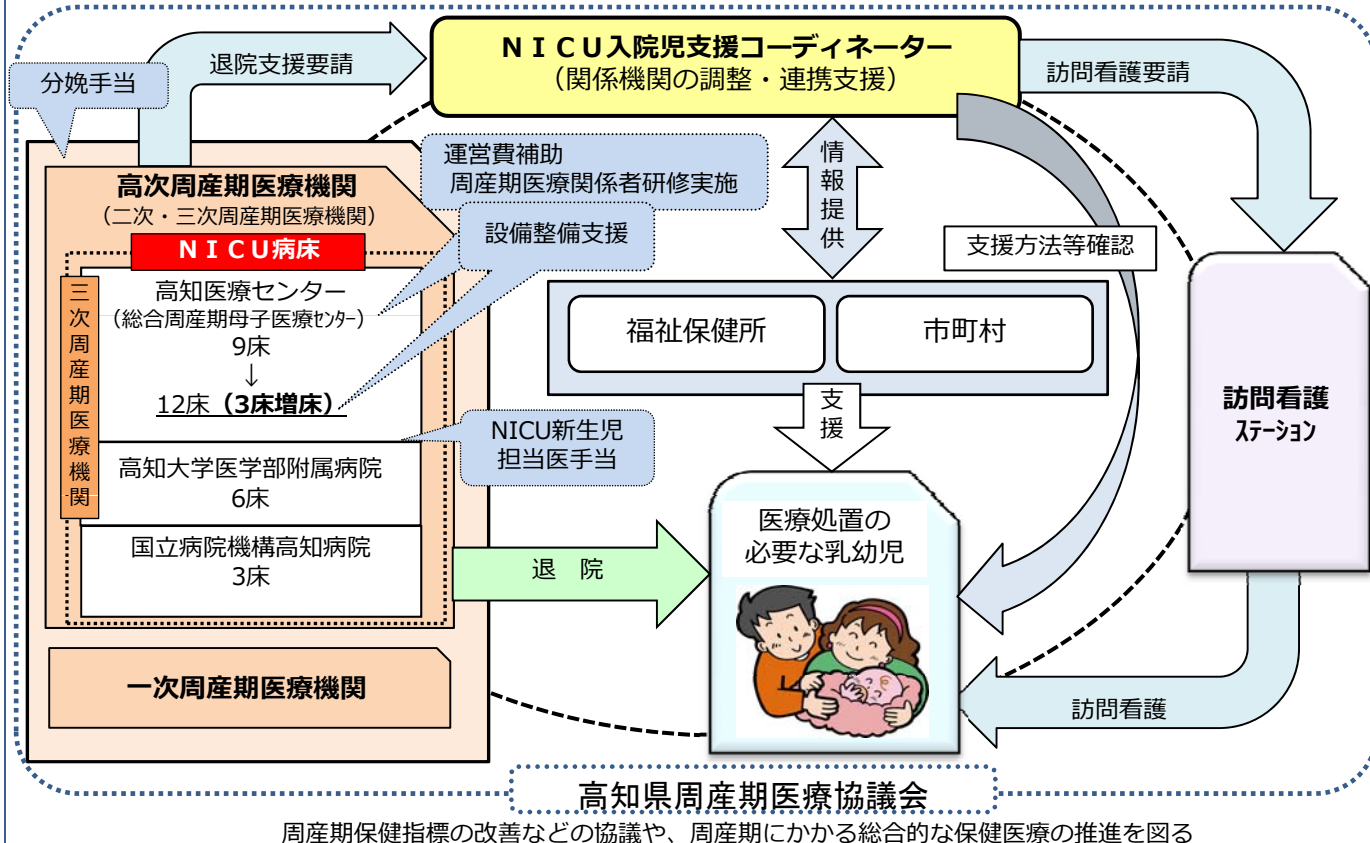 NICU入院児支援コーディネーター
(関係機関の調整・連携支援)
退院支援要請
訪問看護要請
分娩手当
運営費補助
周産期医療関係者研修実施
情報提供
高次周産期医療機関
(二次・三次周産期医療機関)
設備整備支援
支援方法等確認
NICU病床
三次周産期医療機関
高知医療センター
(総合周産期母子医療センター)
9床
↓
12床(3床増床)
福祉保健所
市町村
支援
訪問看護
ステーション
NICU新生児
担当医手当
高知大学医学部附属病院
6床
国立病院機構高知病院
3床
退 院
医療処置の
必要な乳幼児
一次周産期医療機関
訪問看護
高知県周産期医療協議会
周産期保健指標の改善などの協議や、周産期にかかる総合的な保健医療の推進を図る